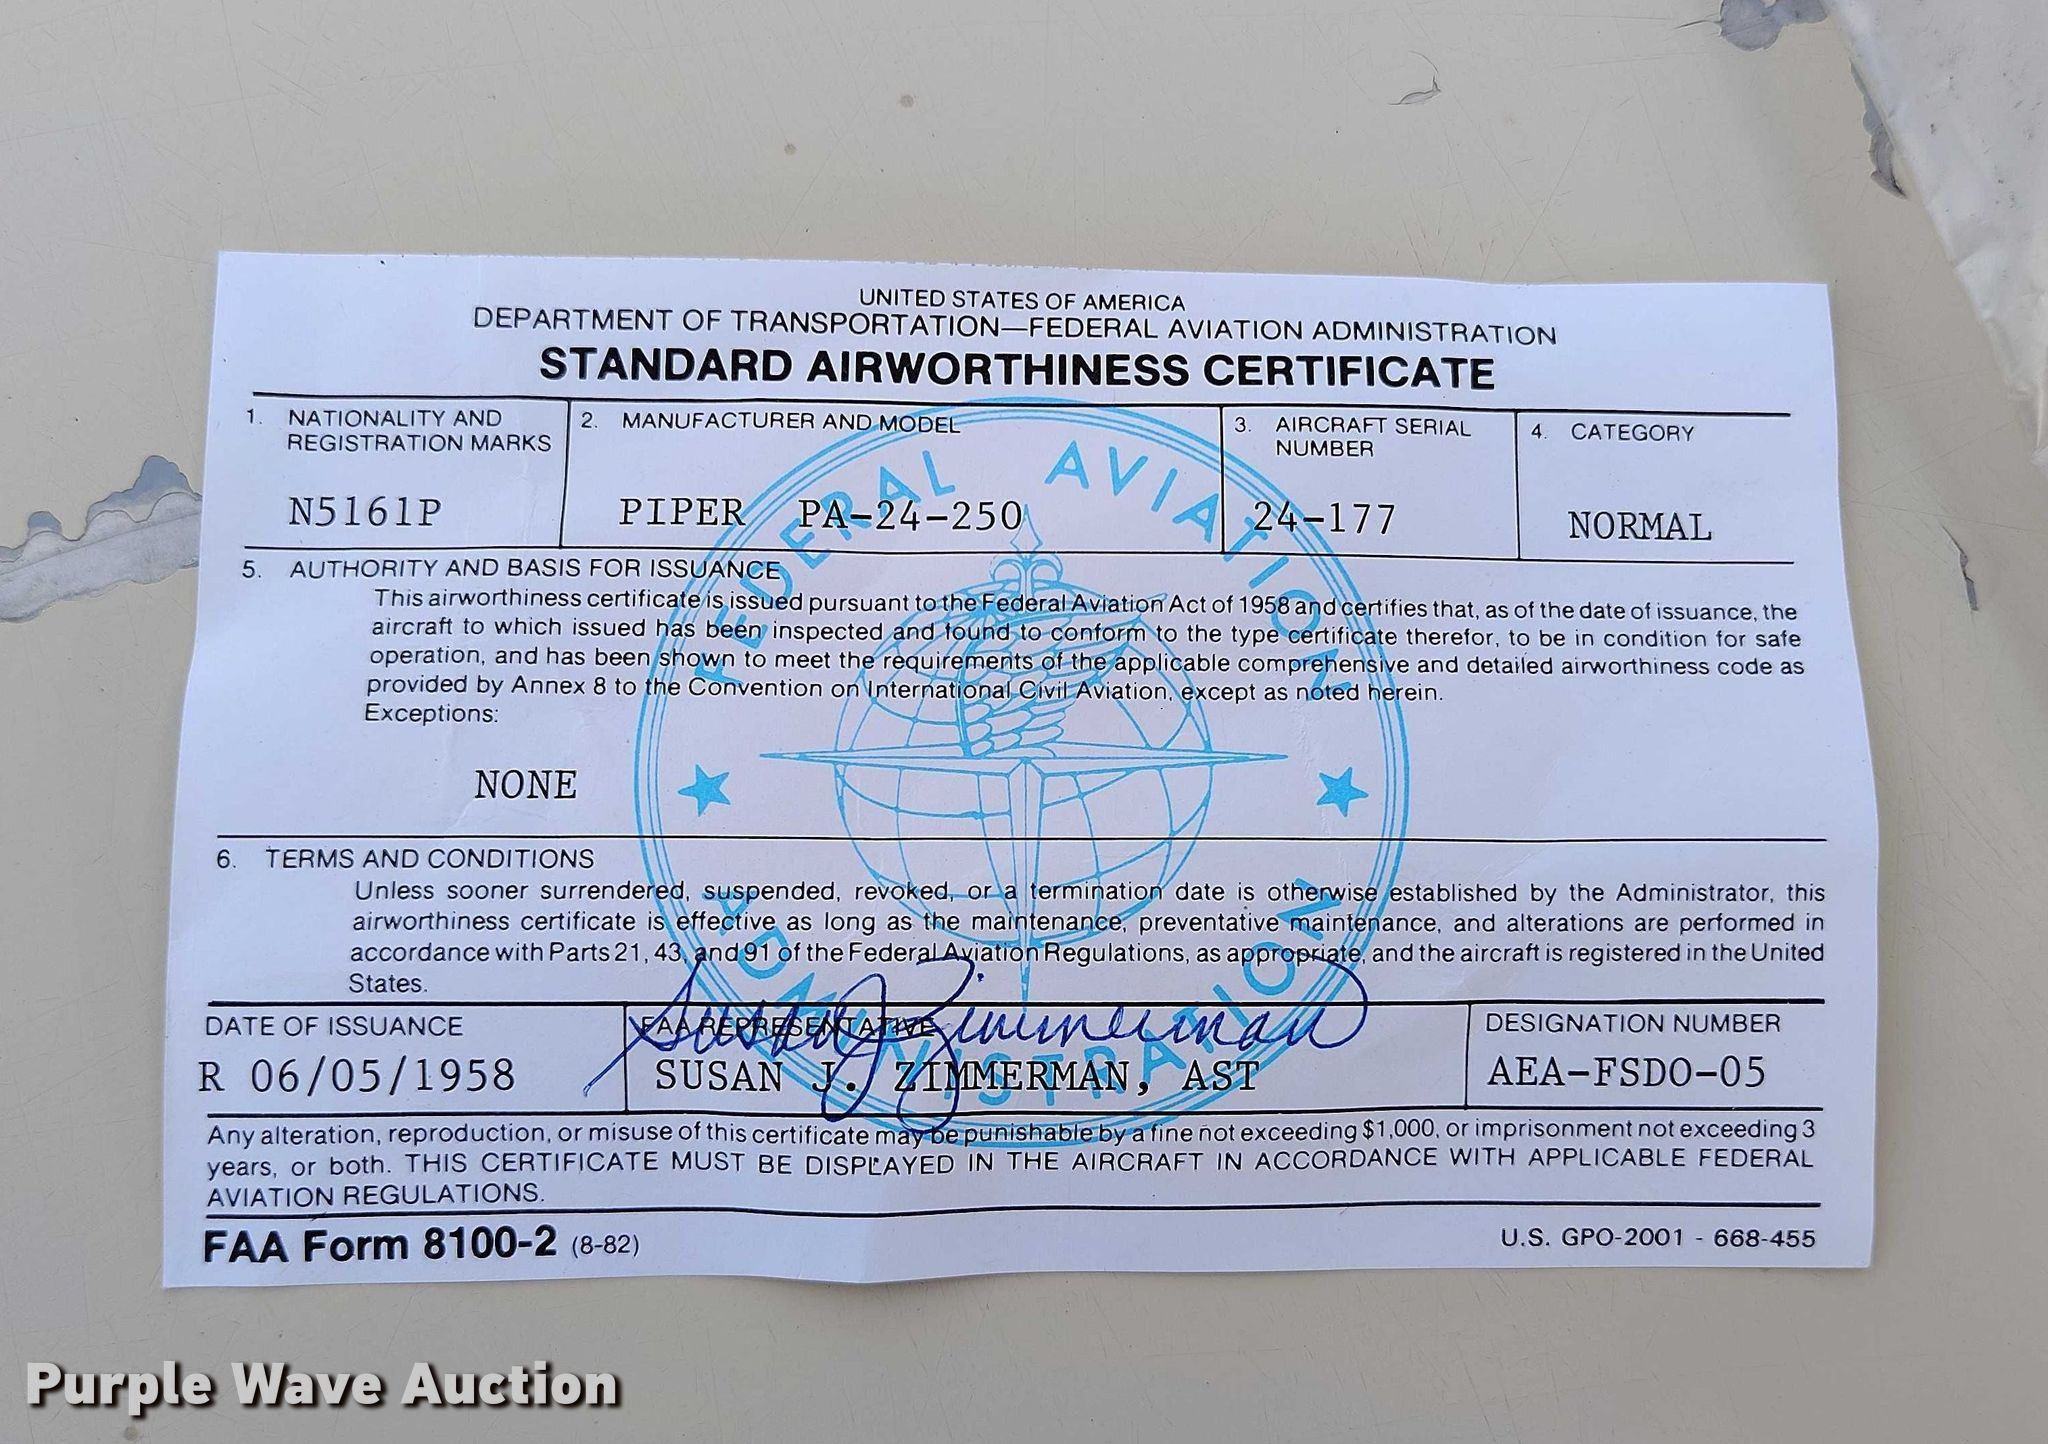 UNITED STATES OF AMERICA
DEPARTMENT OF TRANSPORTATION—FEDERAL AVIATION ADMINISTRATION
STANDARD AIRWORTHINESS CERTIFICATE
1. NATIONALITY AND REGISTRATION MARKS
N5161P
2. MANUFACTURER AND MODEL
PIPER PA-24-250
3. AIRCRAFT SERIAL NUMBER
24-177
4. CATEGORY
NORMAL
5. AUTHORITY AND BASIS FOR ISSUANCE
This airworthiness certificate is issued pursuant to the Federal Aviation Act of 1958 and certifies that, as of the date of issuance, the
aircraft to which issued has been inspected and found to conform to the type certificate therefor, to be in condition for safe
operation, and has been shown to meet the requirements of the applicable comprehensive and detailed airworthiness code as
provided by Annex 8 to the Convention on International Civil Aviation, except as noted herein.
Exceptions:
NONE
6. TERMS AND CONDITIONS
Unless sooner surrendered, suspended, revoked, or a termination date is otherwise established by the Administrator, this
airworthiness certificate is effective as long as the maintenance, preventative maintenance, and alterations are performed in
accordance with Parts 21, 43, and 91 of the Federal Aviation Regulations, as appropriate, and the aircraft is registered in the United
States.
DATE OF ISSUANCE
R 06/05/1958
FAA REPRESENTATIVE
Susan J Zimmerman
SUSAN J. ZIMMERMAN, AST
DESIGNATION NUMBER
AEA-FSDO-05
Any alteration, reproduction, or misuse of this certificate may be punishable by a fine not exceeding $1,000, or imprisonment not exceeding 3
years, or both. THIS CERTIFICATE MUST BE DISPLAYED IN THE AIRCRAFT IN ACCORDANCE WITH APPLICABLE FEDERAL
AVIATION REGULATIONS.
FAA Form 8100-2 (8-82)
U.S. GPO-2001 - 668-455
FEDERAL AVIATION
ADMINISTRATION
Purple Wave Auction